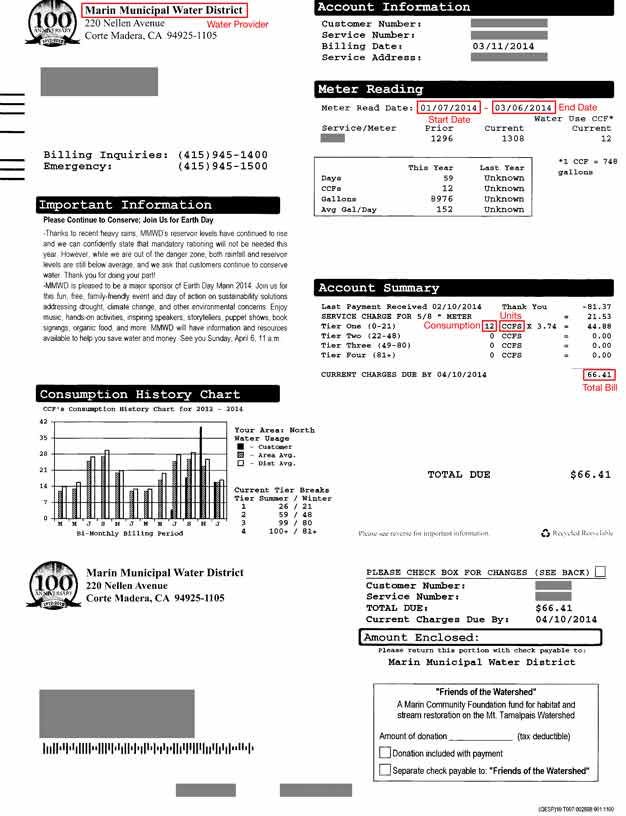 100
ANNIVERSARY
1912-2012
Marin Municipal Water District
220 Nellen Avenue
Water Provider
Corte Madera, CA 94925-1105
Billing Inquiries: (415)945-1400
Emergency: (415)945-1500
Important Information
Please Continue to Conserve; Join Us for Earth Day
-Thanks to recent heavy rains, MMWD's reservoir levels have continued to rise
and we can confidently state that mandatory rationing will not be needed this
year. However, while we are out of the danger zone, both rainfall and reservoir
levels are still below average, and we ask that customers continue to conserve
water. Thank you for doing your part!
-MMWD is pleased to be a major sponsor of Earth Day Marin 2014. Join us for
this fun, free, family-friendly event and day of action on sustainability solutions
addressing drought, climate change, and other environmental concerns. Enjoy
music, hands-on activities, inspiring speakers, storytellers, puppet shows, book
signings, organic food, and more. MMWD will have information and resources
available to help you save water and money. See you Sunday, April 6, 11 a.m.
Consumption History Chart
CCF's Consumption History Chart for 2012 - 2014
42
35
28
21
14
7
0
M M J S N J M M J S N J
Bi-Monthly Billing Period
Your Area: North
Water Usage
- Customer
- Area Avg.
- Dist Avg.
Current Tier Breaks
Tier Summer / Winter
1 26 / 21
2 59 / 48
3 99 / 80
4 100+ / 81+
Account Information
Customer Number:
Service Number:
Billing Date: 03/11/2014
Service Address:
Meter Reading
Meter Read Date: 01/07/2014 - 03/06/2014 End Date
Start Date
Water Use CCF*
Service/Meter Prior Current Current
1296 1308 12
*1 CCF = 748
gallons
This Year Last Year
Days 59 Unknown
CCFs 12 Unknown
Gallons 8976 Unknown
Avg Gal/Day 152 Unknown
Account Summary
Last Payment Received 02/10/2014 Thank You -81.37
SERVICE CHARGE FOR 5/8 " METER Units = 21.53
Tier One (0-21) Consumption 12 CCFS X 3.74 = 44.88
Tier Two (22-48) 0 CCFS = 0.00
Tier Three (49-80) 0 CCFS = 0.00
Tier Four (81+) 0 CCFS = 0.00
CURRENT CHARGES DUE BY 04/10/2014 66.41
Total Bill
TOTAL DUE $66.41
Please see reverse for important information.
Recycled Recyclable
100
ANNIVERSARY
1912-2012
Marin Municipal Water District
220 Nellen Avenue
Corte Madera, CA 94925-1105
PLEASE CHECK BOX FOR CHANGES (SEE BACK)
Customer Number:
Service Number:
TOTAL DUE: $66.41
Current Charges Due By: 04/10/2014
Amount Enclosed:
Please return this portion with check payable to:
Marin Municipal Water District
"Friends of the Watershed"
A Marin Community Foundation fund for habitat and
stream restoration on the Mt. Tamalpais Watershed
Amount of donation (tax deductible)
Donation included with payment
Separate check payable to: "Friends of the Watershed"